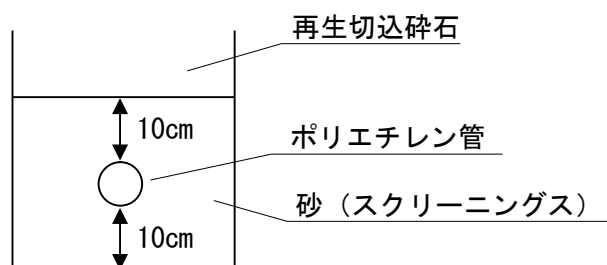 再生切込砕石
10cm
ポリエチレン管
砂（スクリーニングス）
10cm